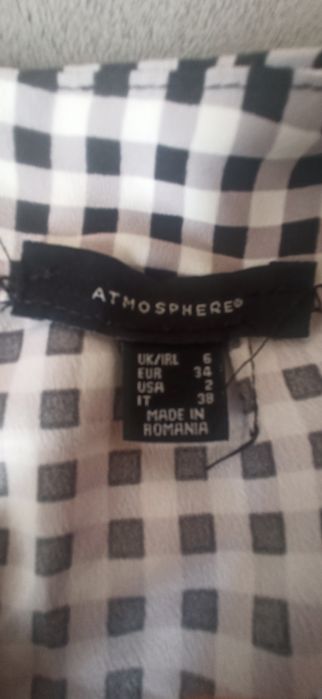 ATMOSPHERE®
UK/IRL 6
EUR 34
USA 2
IT 38
MADE IN
ROMANIA